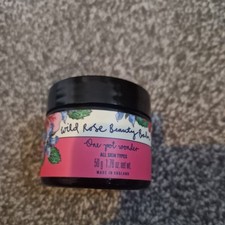 Wild Rose Beauty Balm
One pot wonder
ALL SKIN TYPES
50 g 1.76 oz. net wt.
MADE IN ENGLAND